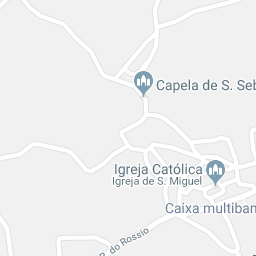 Capela de S. Seb
Igreja Católica
Igreja de S. Miguel
Caixa multiban
R. do Rossio